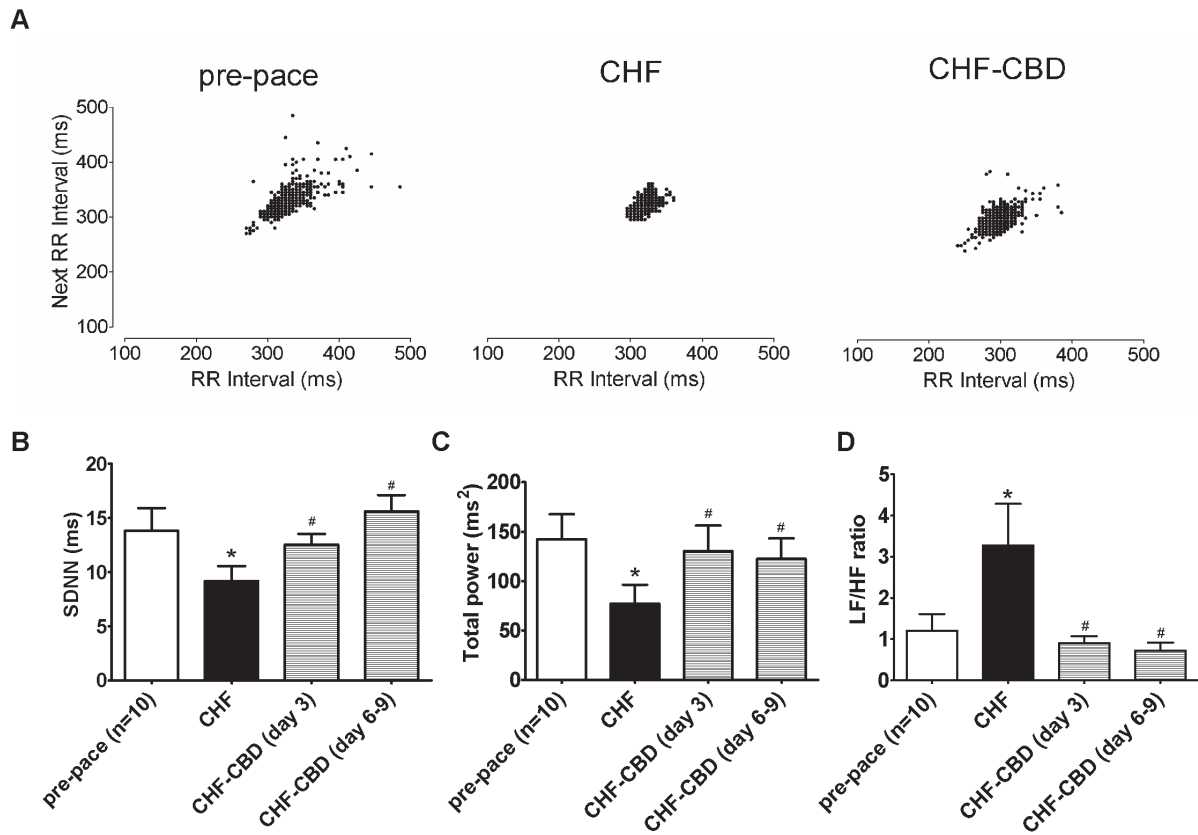 A
pre-pace
CHF
CHF-CBD
Next RR Interval (ms)
500
400
300
200
100
100 200 300 400 500
RR Interval (ms)
100 200 300 400 500
RR Interval (ms)
100 200 300 400 500
RR Interval (ms)
B
SDNN (ms)
20
15
10
5
0
*
#
#
pre-pace (n=10)
CHF
CHF-CBD (day 3)
CHF-CBD (day 6-9)
C
Total power (ms²)
200
150
100
50
0
*
#
#
pre-pace (n=10)
CHF
CHF-CBD (day 3)
CHF-CBD (day 6-9)
D
LF/HF ratio
5
4
3
2
1
0
*
#
#
pre-pace (n=10)
CHF
CHF-CBD (day 3)
CHF-CBD (day 6-9)